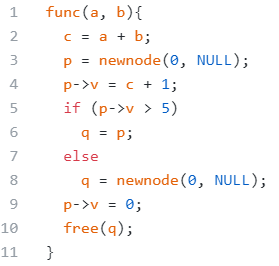 1 func(a, b){
2 c = a + b;
3 p = newnode(0, NULL);
4 p->v = c + 1;
5 if (p->v > 5)
6 q = p;
7 else
8 q = newnode(0, NULL);
9 p->v = 0;
10 free(q);
11 }